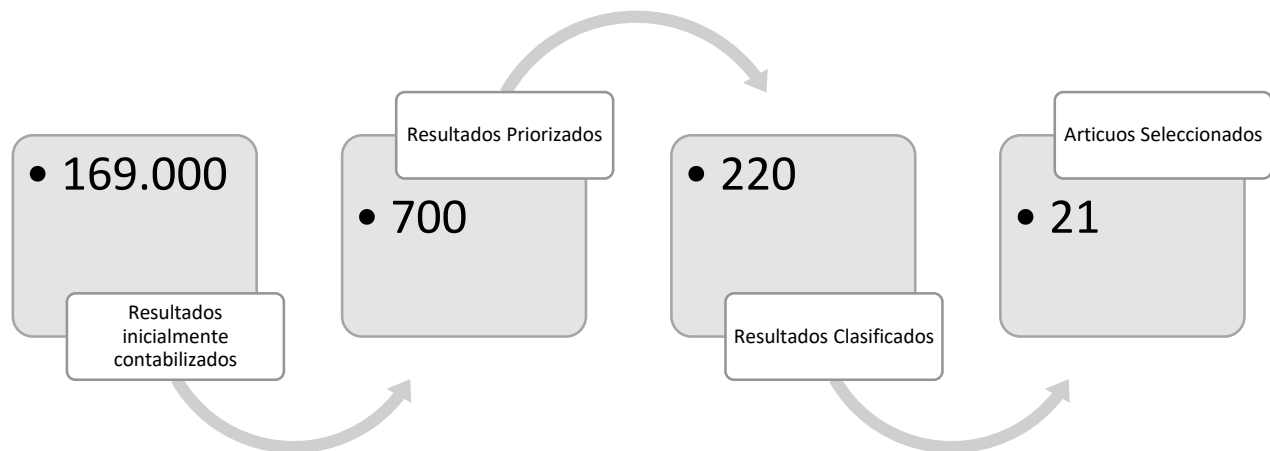 • 169.000
Resultados
inicialmente
contabilizados
Resultados Priorizados
• 700
• 220
Resultados Clasificados
Articuos Seleccionados
• 21